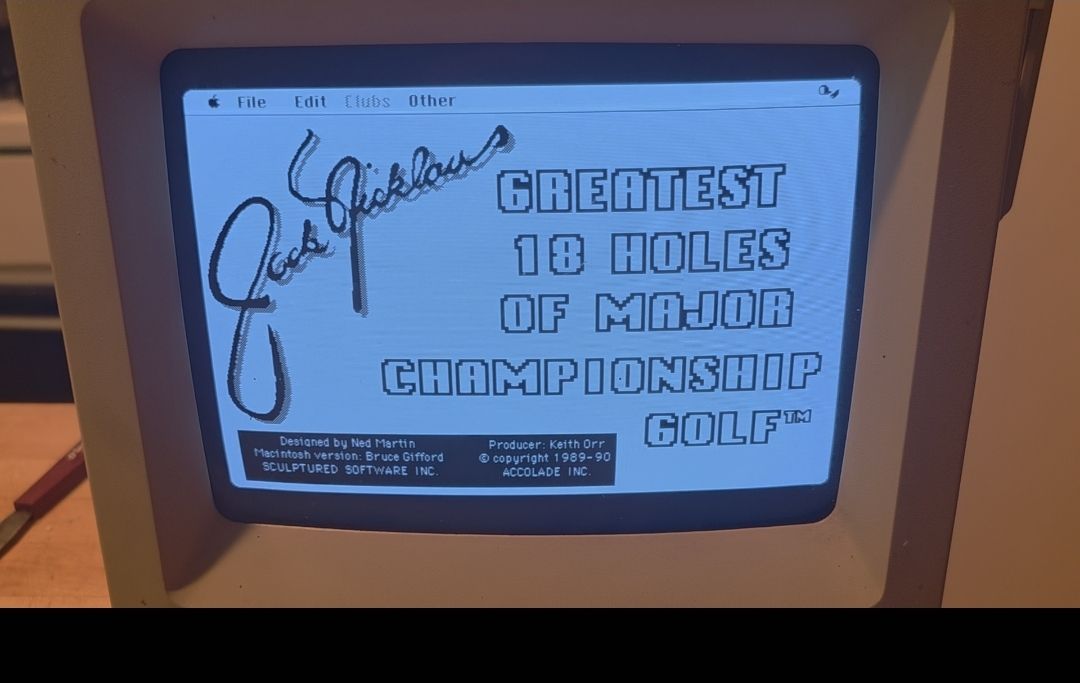 File Edit Clubs Other
Jack Nicklaus
GREATEST
18 HOLES
OF MAJOR
CHAMPIONSHIP
GOLF™
Designed by Ned Martin
Macintosh version: Bruce Gifford
SCULPTURED SOFTWARE INC.
Producer: Keith Orr
© copyright 1989-90
ACCOLADE INC.